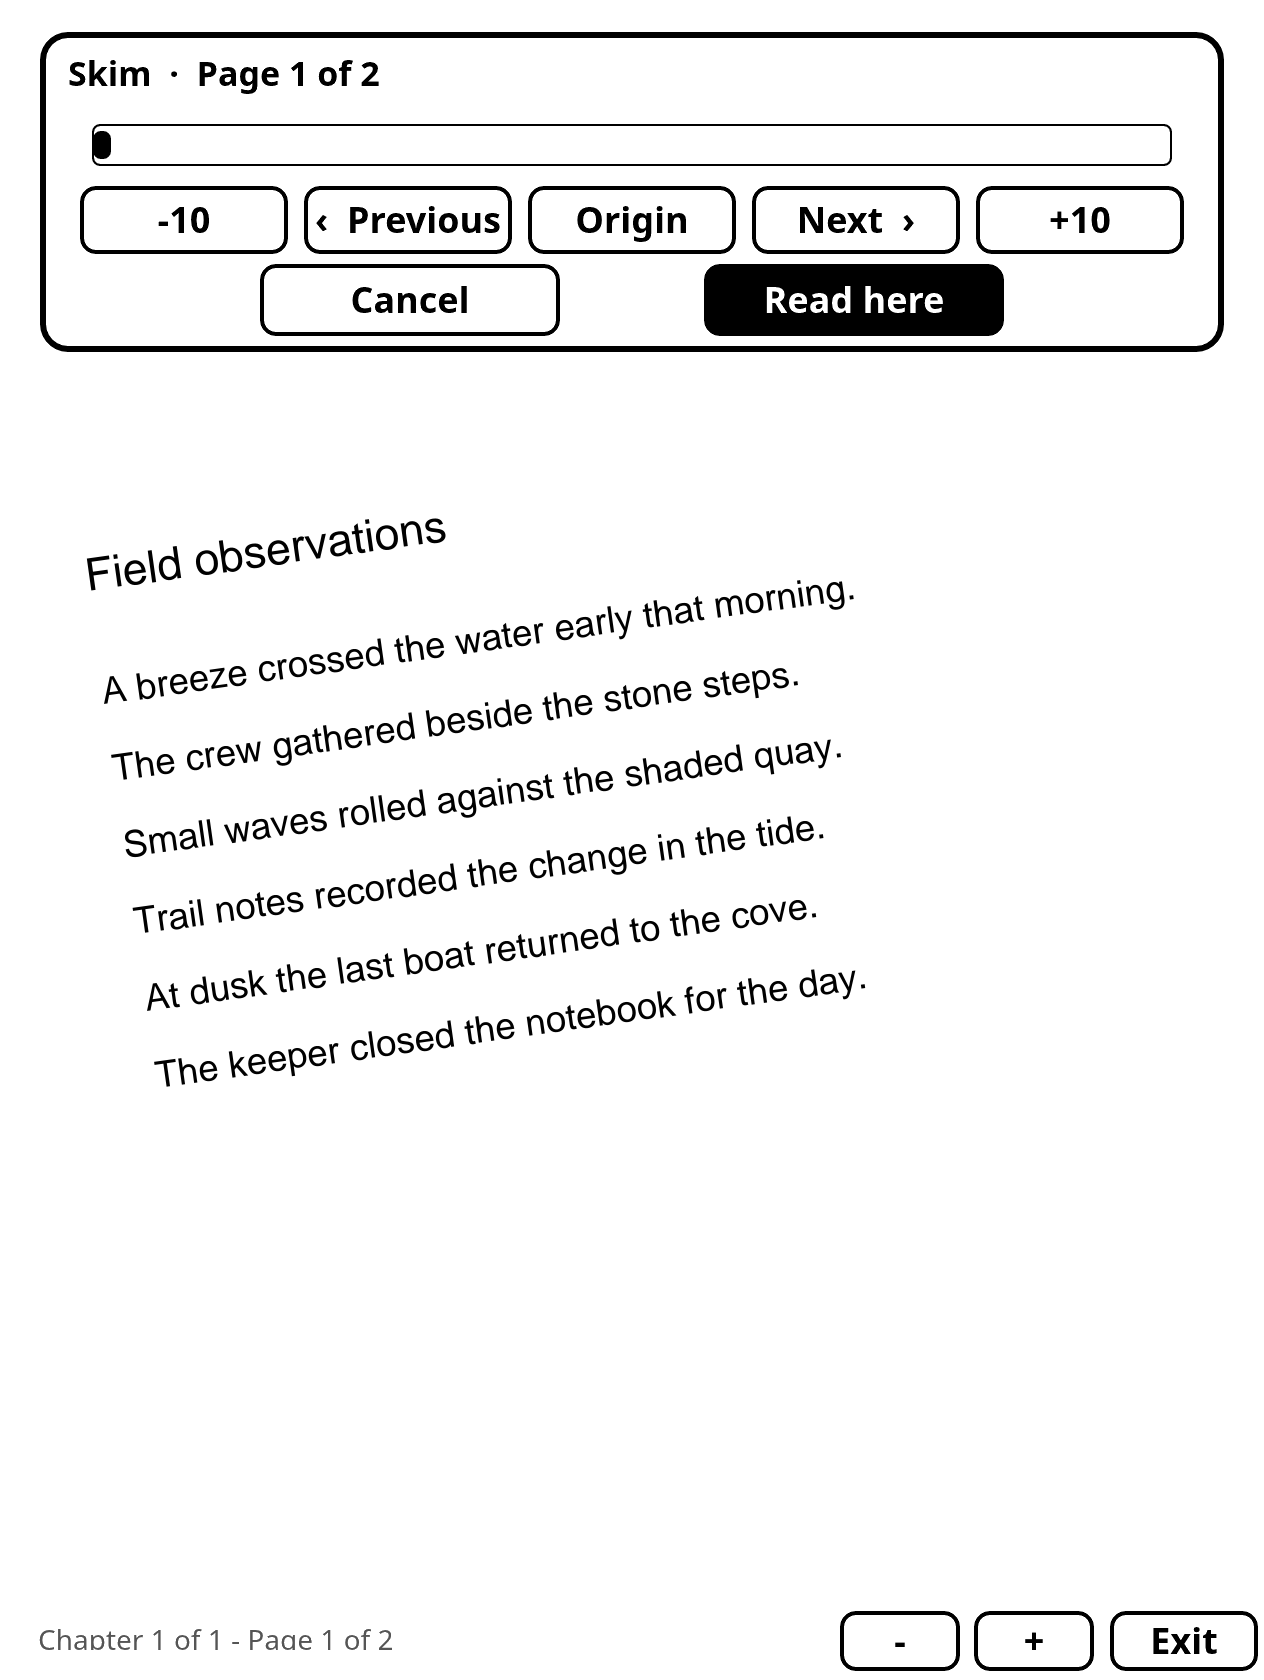 Skim · Page 1 of 2
-10
‹ Previous
Origin
Next ›
+10
Cancel
Read here
Field observations
A breeze crossed the water early that morning.
The crew gathered beside the stone steps.
Small waves rolled against the shaded quay.
Trail notes recorded the change in the tide.
At dusk the last boat returned to the cove.
The keeper closed the notebook for the day.
Chapter 1 of 1 - Page 1 of 2
-
+
Exit